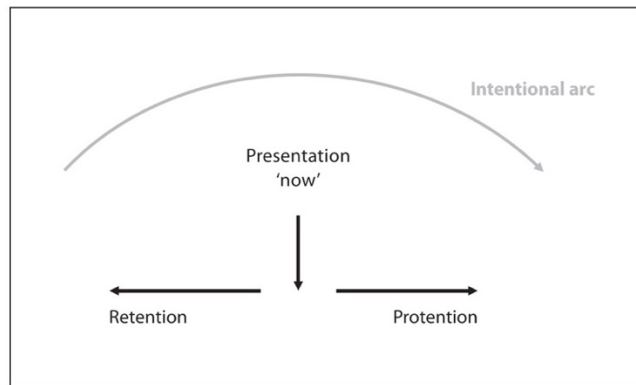 Intentional arc
Presentation
‘now’
Retention
Protention